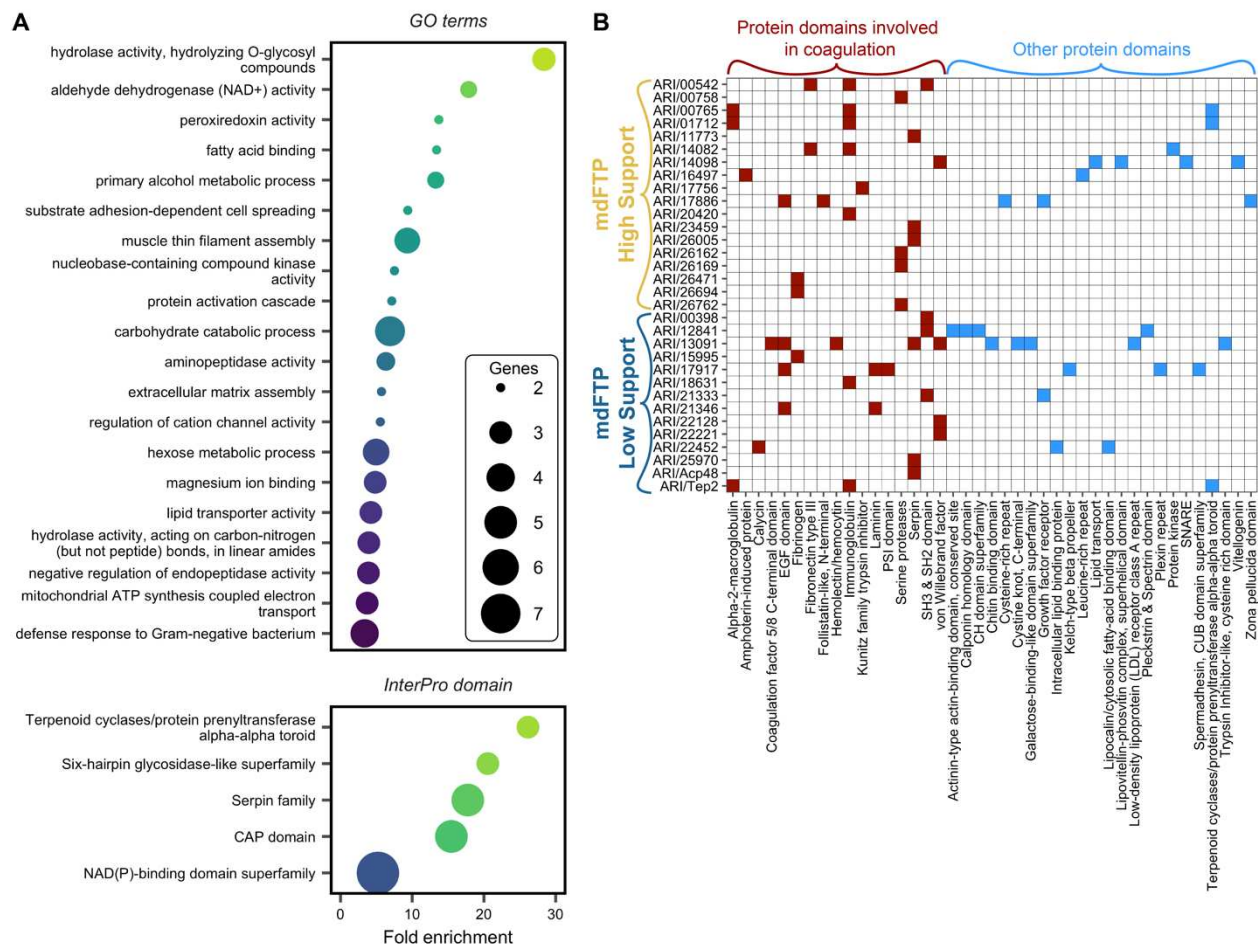 A
GO terms
hydrolase activity, hydrolyzing O-glycosyl
compounds
aldehyde dehydrogenase (NAD+) activity
peroxiredoxin activity
fatty acid binding
primary alcohol metabolic process
substrate adhesion-dependent cell spreading
muscle thin filament assembly
nucleobase-containing compound kinase
activity
protein activation cascade
carbohydrate catabolic process
aminopeptidase activity
extracellular matrix assembly
regulation of cation channel activity
hexose metabolic process
magnesium ion binding
lipid transporter activity
hydrolase activity, acting on carbon-nitrogen
(but not peptide) bonds, in linear amides
negative regulation of endopeptidase activity
mitochondrial ATP synthesis coupled electron
transport
defense response to Gram-negative bacterium
Genes
2
3
4
5
6
7
InterPro domain
Terpenoid cyclases/protein prenyltransferase
alpha-alpha toroid
Six-hairpin glycosidase-like superfamily
Serpin family
CAP domain
NAD(P)-binding domain superfamily
0
10
20
30
Fold enrichment
B
Protein domains involved
in coagulation
Other protein domains
mdFTP
High Support
mdFTP
Low Support
ARI/00542
ARI/00758
ARI/00765
ARI/01712
ARI/11773
ARI/14082
ARI/14098
ARI/16497
ARI/17756
ARI/17886
ARI/20420
ARI/23459
ARI/26005
ARI/26162
ARI/26169
ARI/26471
ARI/26694
ARI/26762
ARI/00398
ARI/12841
ARI/13091
ARI/15995
ARI/17917
ARI/18631
ARI/21333
ARI/21346
ARI/22128
ARI/22221
ARI/22452
ARI/25970
ARI/Acp48
ARI/Tep2
Alpha-2-macroglobulin
Amphoterin-induced protein
Calycin
Coagulation factor 5/8 C-terminal domain
EGF domain
Fibrinogen
Fibronectin type III
Follistatin-like, N-terminal
Hemolectin/hemocytin
Immunoglobulin
Kunitz family trypsin inhibitor
Laminin
PSI domain
Serine proteases
Serpin
SH3 & SH2 domain
von Willebrand factor
Actinin-type actin-binding domain, conserved site
Calponin homology domain
CH domain superfamily
Chitin binding domain
Cysteine-rich repeat
Cystine knot, C-terminal
Galactose-binding-like domain superfamily
Growth factor receptor
Intracellular lipid binding protein
Kelch-type beta propeller
Leucine-rich repeat
Lipid transport
Lipocalin/cytosolic fatty-acid binding domain
Lipovitellin-phosvitin complex, superhelical domain
Low-density lipoprotein (LDL) receptor class A repeat
Pleckstrin & Spectrin domain
Plexin repeat
Protein kinase
SNARE
Spermadhesin, CUB domain superfamily
Terpenoid cyclases/protein prenyltransferase alpha-alpha toroid
Trypsin Inhibitor-like, cysteine rich domain
Vitellogenin
Zona pellucida domain